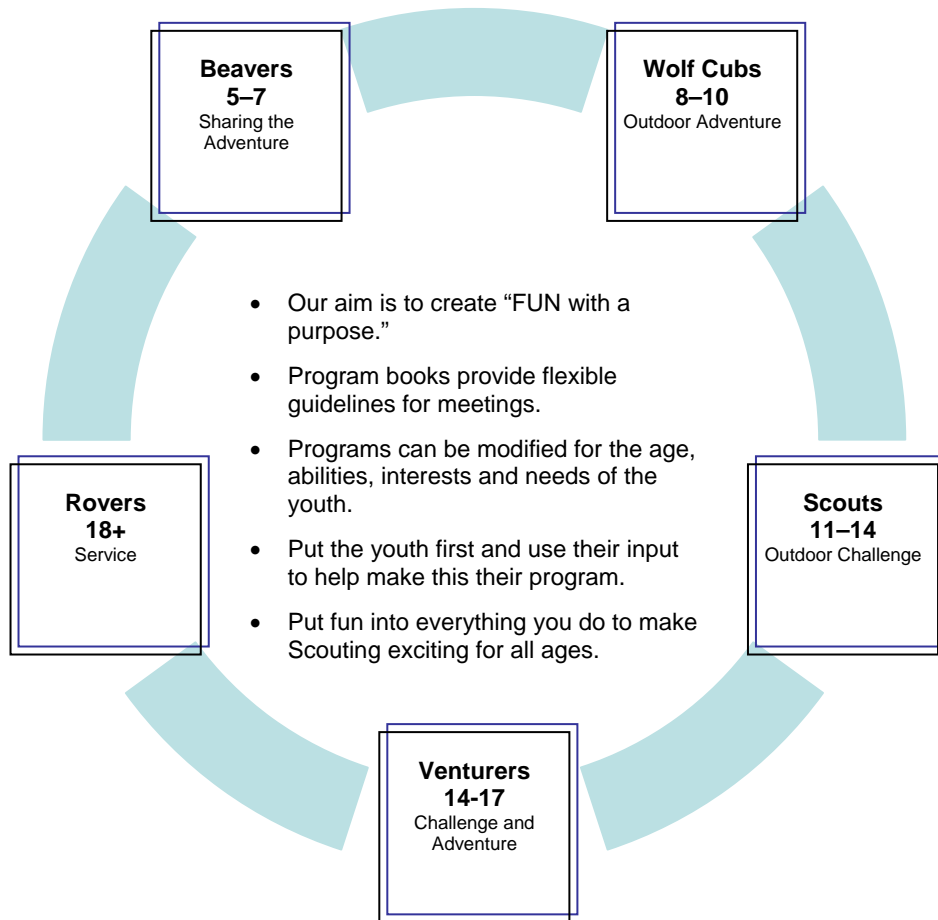 Beavers
5–7
Sharing the
Adventure
Wolf Cubs
8–10
Outdoor Adventure
• Our aim is to create “FUN with a
purpose.”
• Program books provide flexible
guidelines for meetings.
• Programs can be modified for the age,
abilities, interests and needs of the
youth.
• Put the youth first and use their input
to help make this their program.
• Put fun into everything you do to make
Scouting exciting for all ages.
Rovers
18+
Service
Scouts
11–14
Outdoor Challenge
Venturers
14-17
Challenge and
Adventure